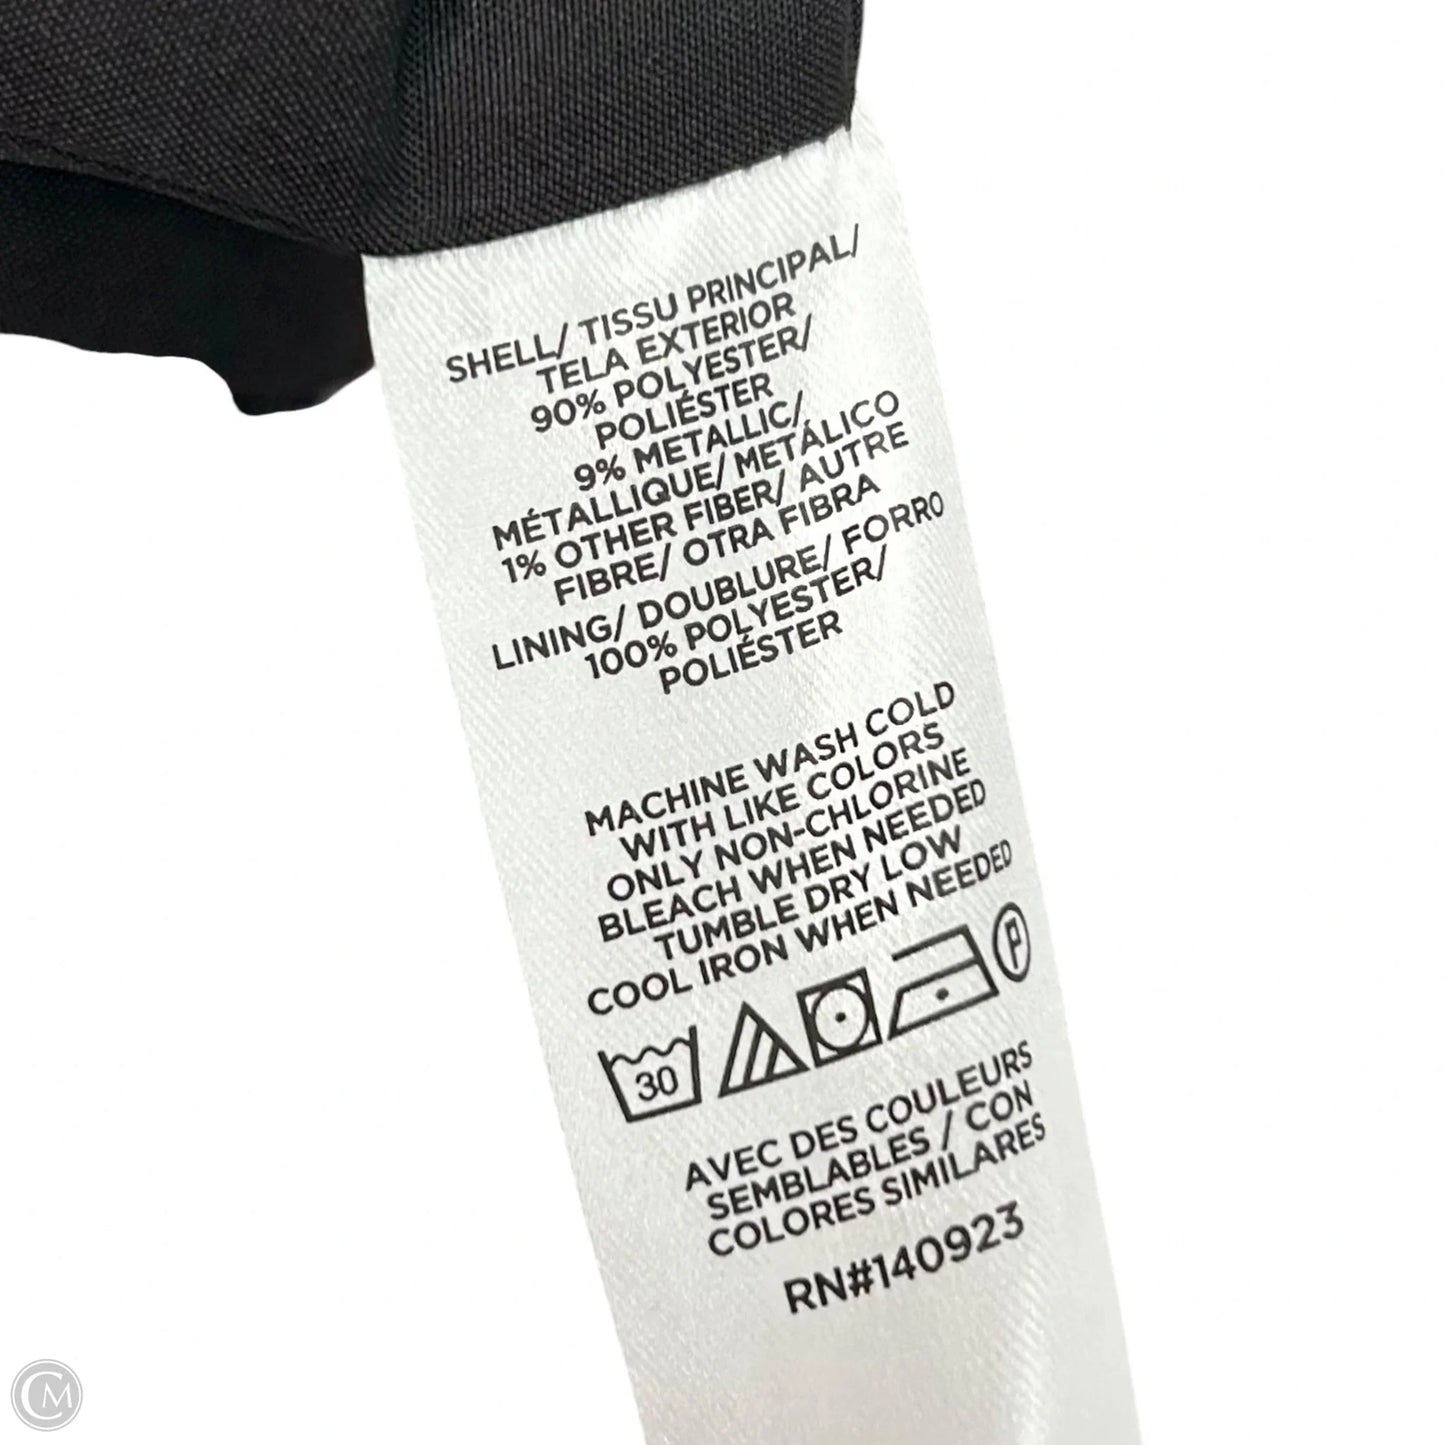 SHELL/ TISSU PRINCIPAL/
TELA EXTERIOR
90% POLYESTER/
POLIÉSTER
9% METALLIC/
MÉTALLIQUE/ METÁLICO
1% OTHER FIBER/ AUTRE
FIBRE/ OTRA FIBRA
LINING/ DOUBLURE/ FORRO
100% POLYESTER/
POLIÉSTER
MACHINE WASH COLD
WITH LIKE COLORS
ONLY NON-CHLORINE
BLEACH WHEN NEEDED
TUMBLE DRY LOW
COOL IRON WHEN NEEDED
30 P
AVEC DES COULEURS
SEMBLABLES / CON
COLORES SIMILARES
RN#140923
CM